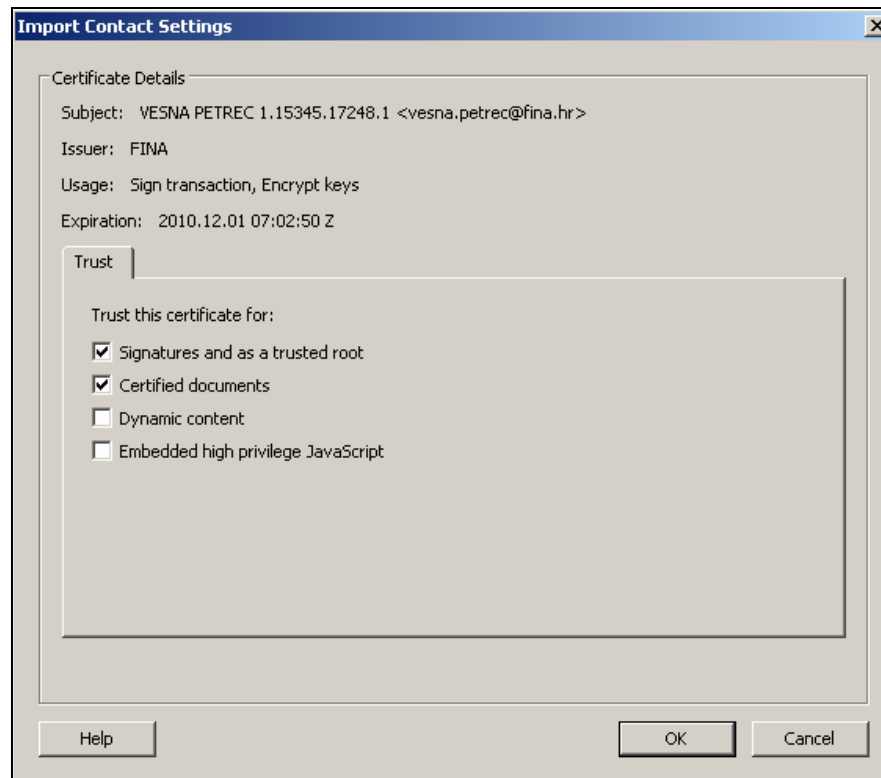 Import Contact Settings
Certificate Details
Subject: VESNA PETREC 1.15345.17248.1 <vesna.petrec@fina.hr>
Issuer: FINA
Usage: Sign transaction, Encrypt keys
Expiration: 2010.12.01 07:02:50 Z
Trust
Trust this certificate for:
Signatures and as a trusted root
Certified documents
Dynamic content
Embedded high privilege JavaScript
Help OK Cancel